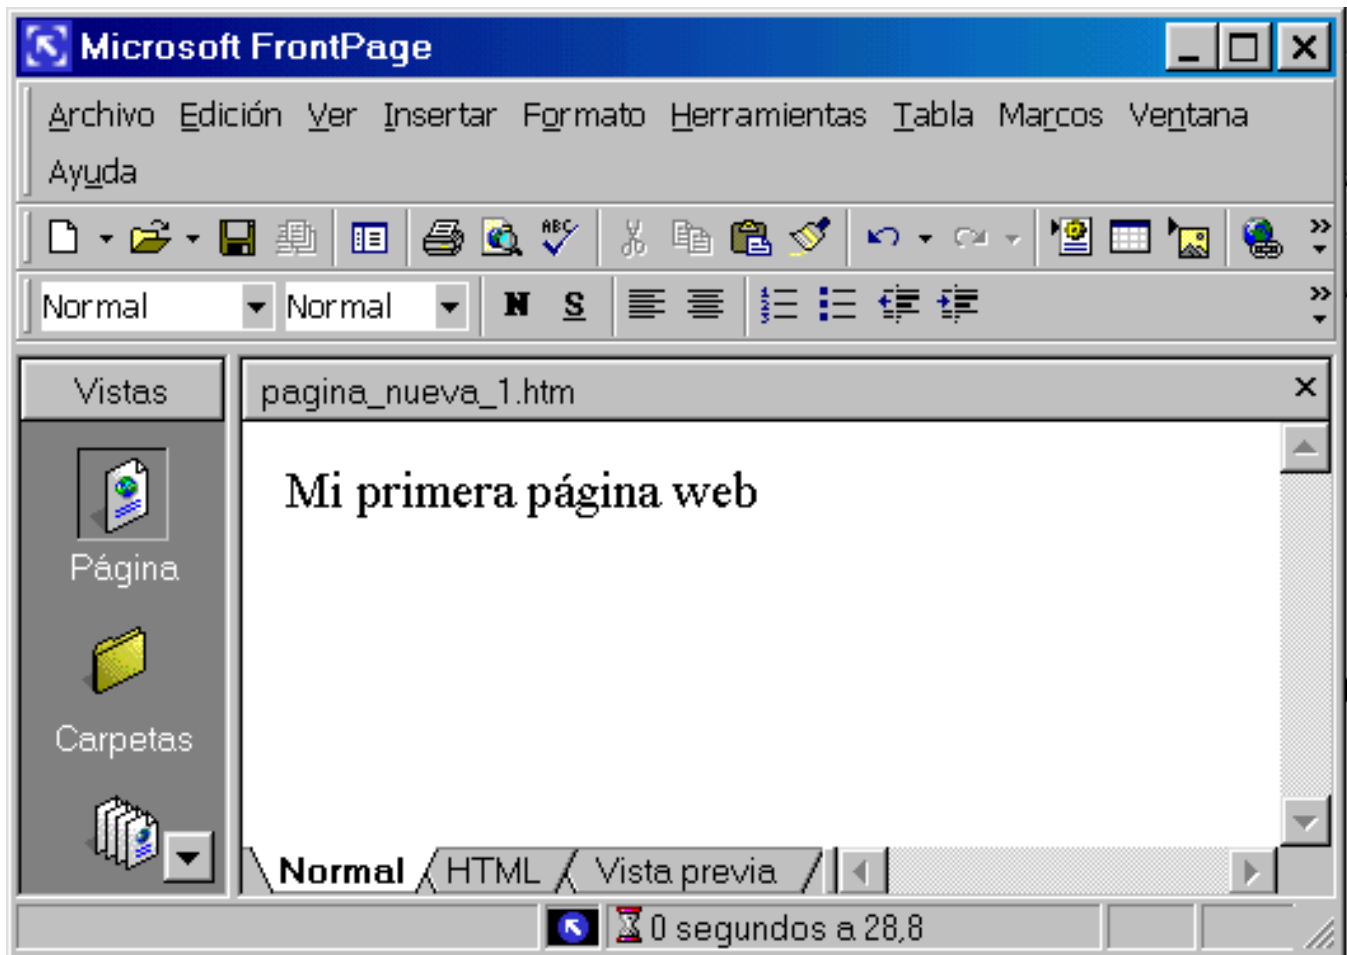 Microsoft FrontPage
Archivo Edición Ver Insertar Formato Herramientas Tabla Marcos Ventana
Ayuda
ABC
Normal Normal N S
Vistas
pagina_nueva_1.htm
Mi primera página web
Página
Carpetas
Normal HTML Vista previa
0 segundos a 28,8